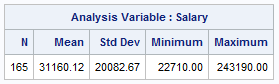 Analysis Variable : Salary
N Mean Std Dev Minimum Maximum
165 31160.12 20082.67 22710.00 243190.00